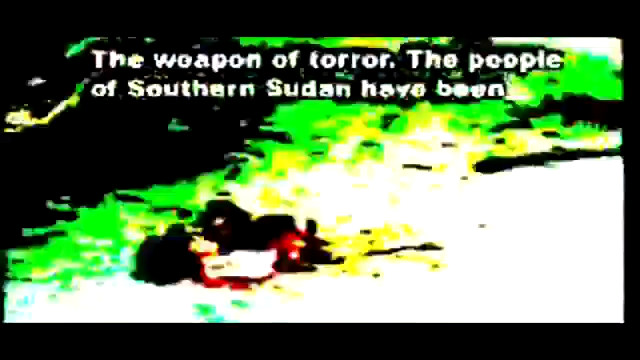 The weapon of terror. The people
of Southern Sudan have been